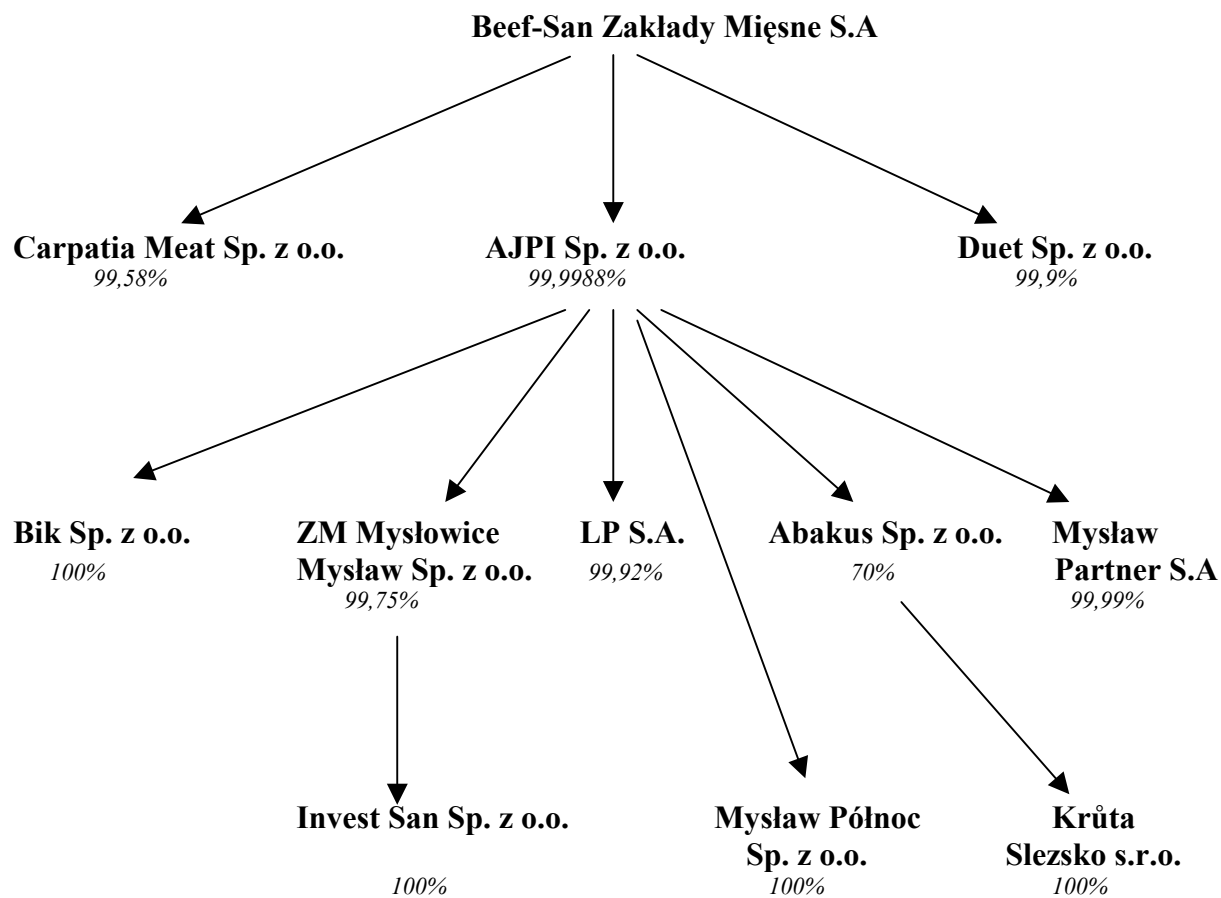 Beef-San Zakłady Mięsne S.A
Carpatia Meat Sp. z o.o.
99,58%
AJPI Sp. z o.o.
99,9988%
Duet Sp. z o.o.
99,9%
Bik Sp. z o.o.
100%
ZM Mysłowice
Mysław Sp. z o.o.
99,75%
LP S.A.
99,92%
Abakus Sp. z o.o.
70%
Mysław
Partner S.A
99,99%
Invest San Sp. z o.o.
100%
Mysław Północ
Sp. z o.o.
100%
Krůta
Slezsko s.r.o.
100%